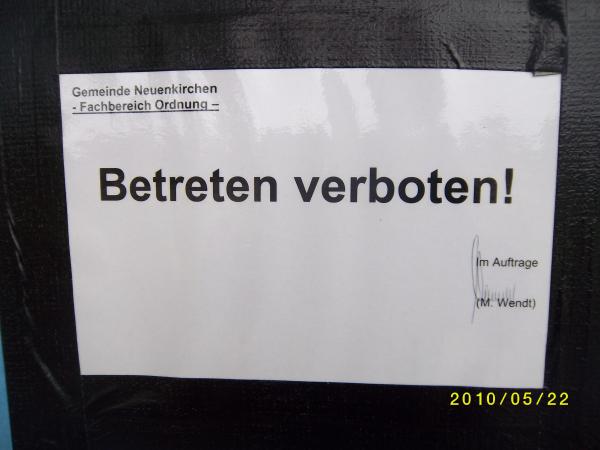 Gemeinde Neuenkirchen
- Fachbereich Ordnung –
Betreten verboten!
Im Auftrage
(M. Wendt)
2010/05/22